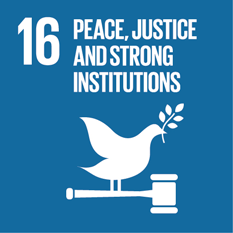 16 PEACE, JUSTICE
AND STRONG
INSTITUTIONS